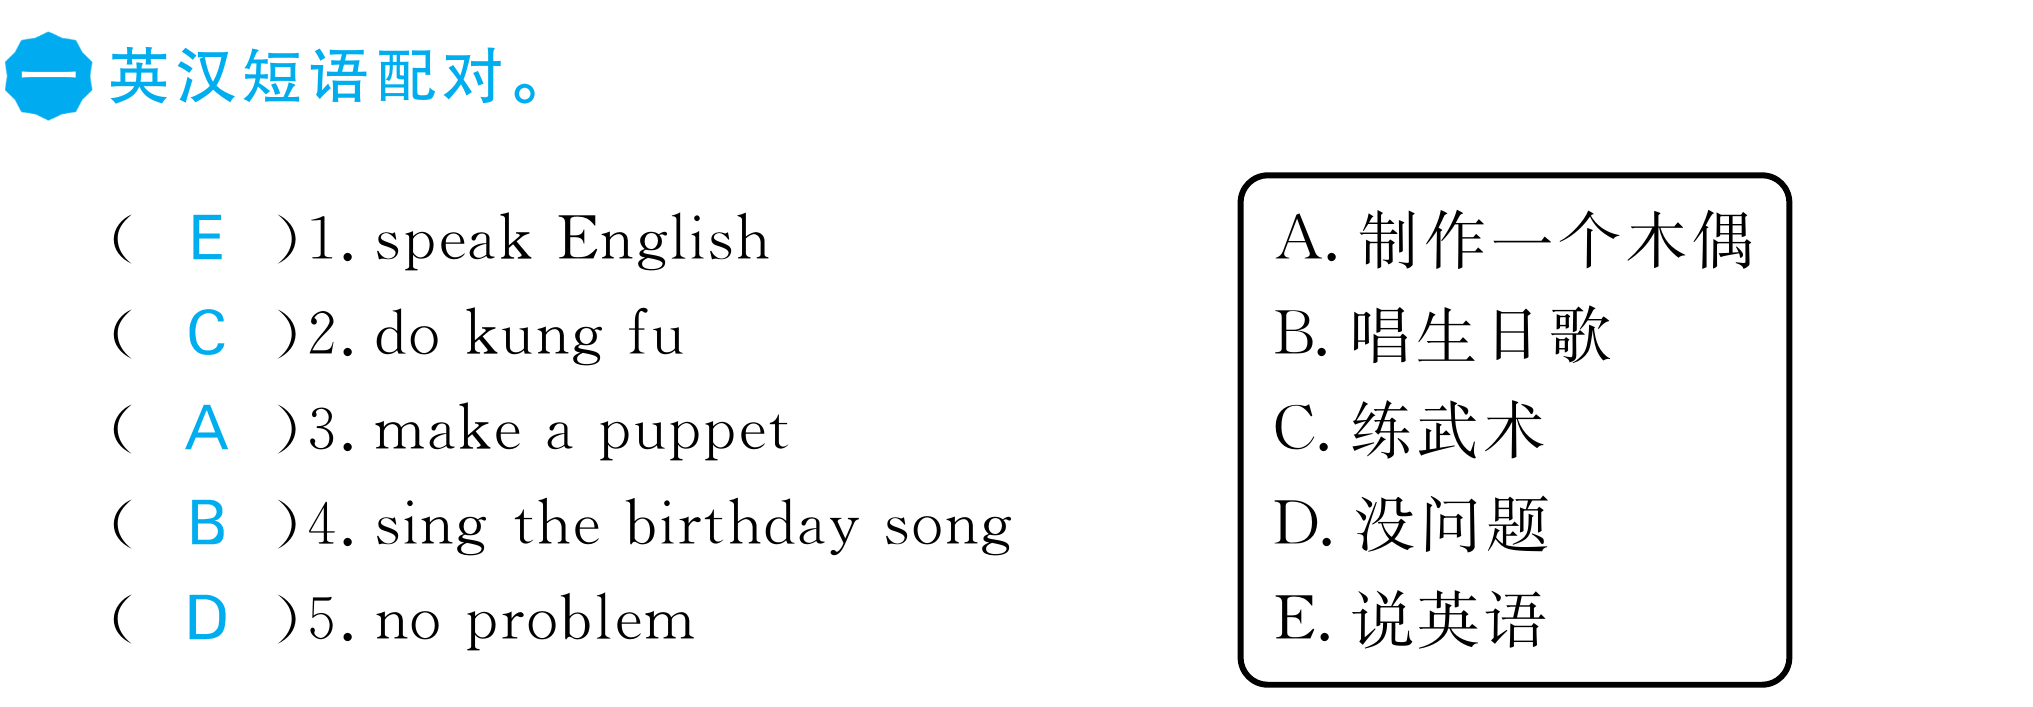 一 英汉短语配对。
( E )1. speak English
( C )2. do kung fu
( A )3. make a puppet
( B )4. sing the birthday song
( D )5. no problem
A. 制作一个木偶
B. 唱生日歌
C. 练武术
D. 没问题
E. 说英语